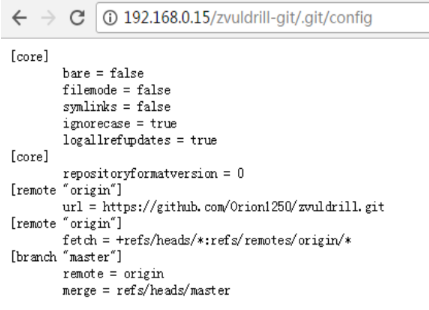 192.168.0.15/zvuldrill-git/.git/config
[core]
bare = false
filemode = false
symlinks = false
ignorecase = true
logallrefupdates = true
[core]
repositoryformatversion = 0
[remote "origin"]
url = https://github.com/Orion1250/zvuldrill.git
[remote "origin"]
fetch = +refs/heads/*:refs/remotes/origin/*
[branch "master"]
remote = origin
merge = refs/heads/master